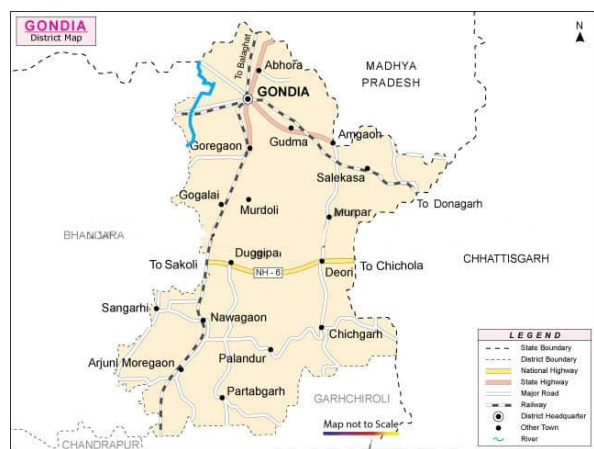 GONDIA
District Map
N
To Balaghat
Abhora
MADHYA
PRADESH
GONDIA
Gudma
Amgaon
Goregaon
Salekasa
Gogalai
Murdoli
Murpar
To Donagarh
BHANDARA
Duggipar
To Sakoli
NH - 6
Deori
To Chichola
CHHATTISGARH
Sangarhi
Nawagaon
Chichgarh
Arjuni Moregaon
Palandur
Partabgarh
GARHCHIROLI
Map not to Scale
CHANDRAPUR
LEGEND
State Boundary
District Boundary
National Highway
State Highway
Major Road
Railway
District Headquarter
Other Town
River